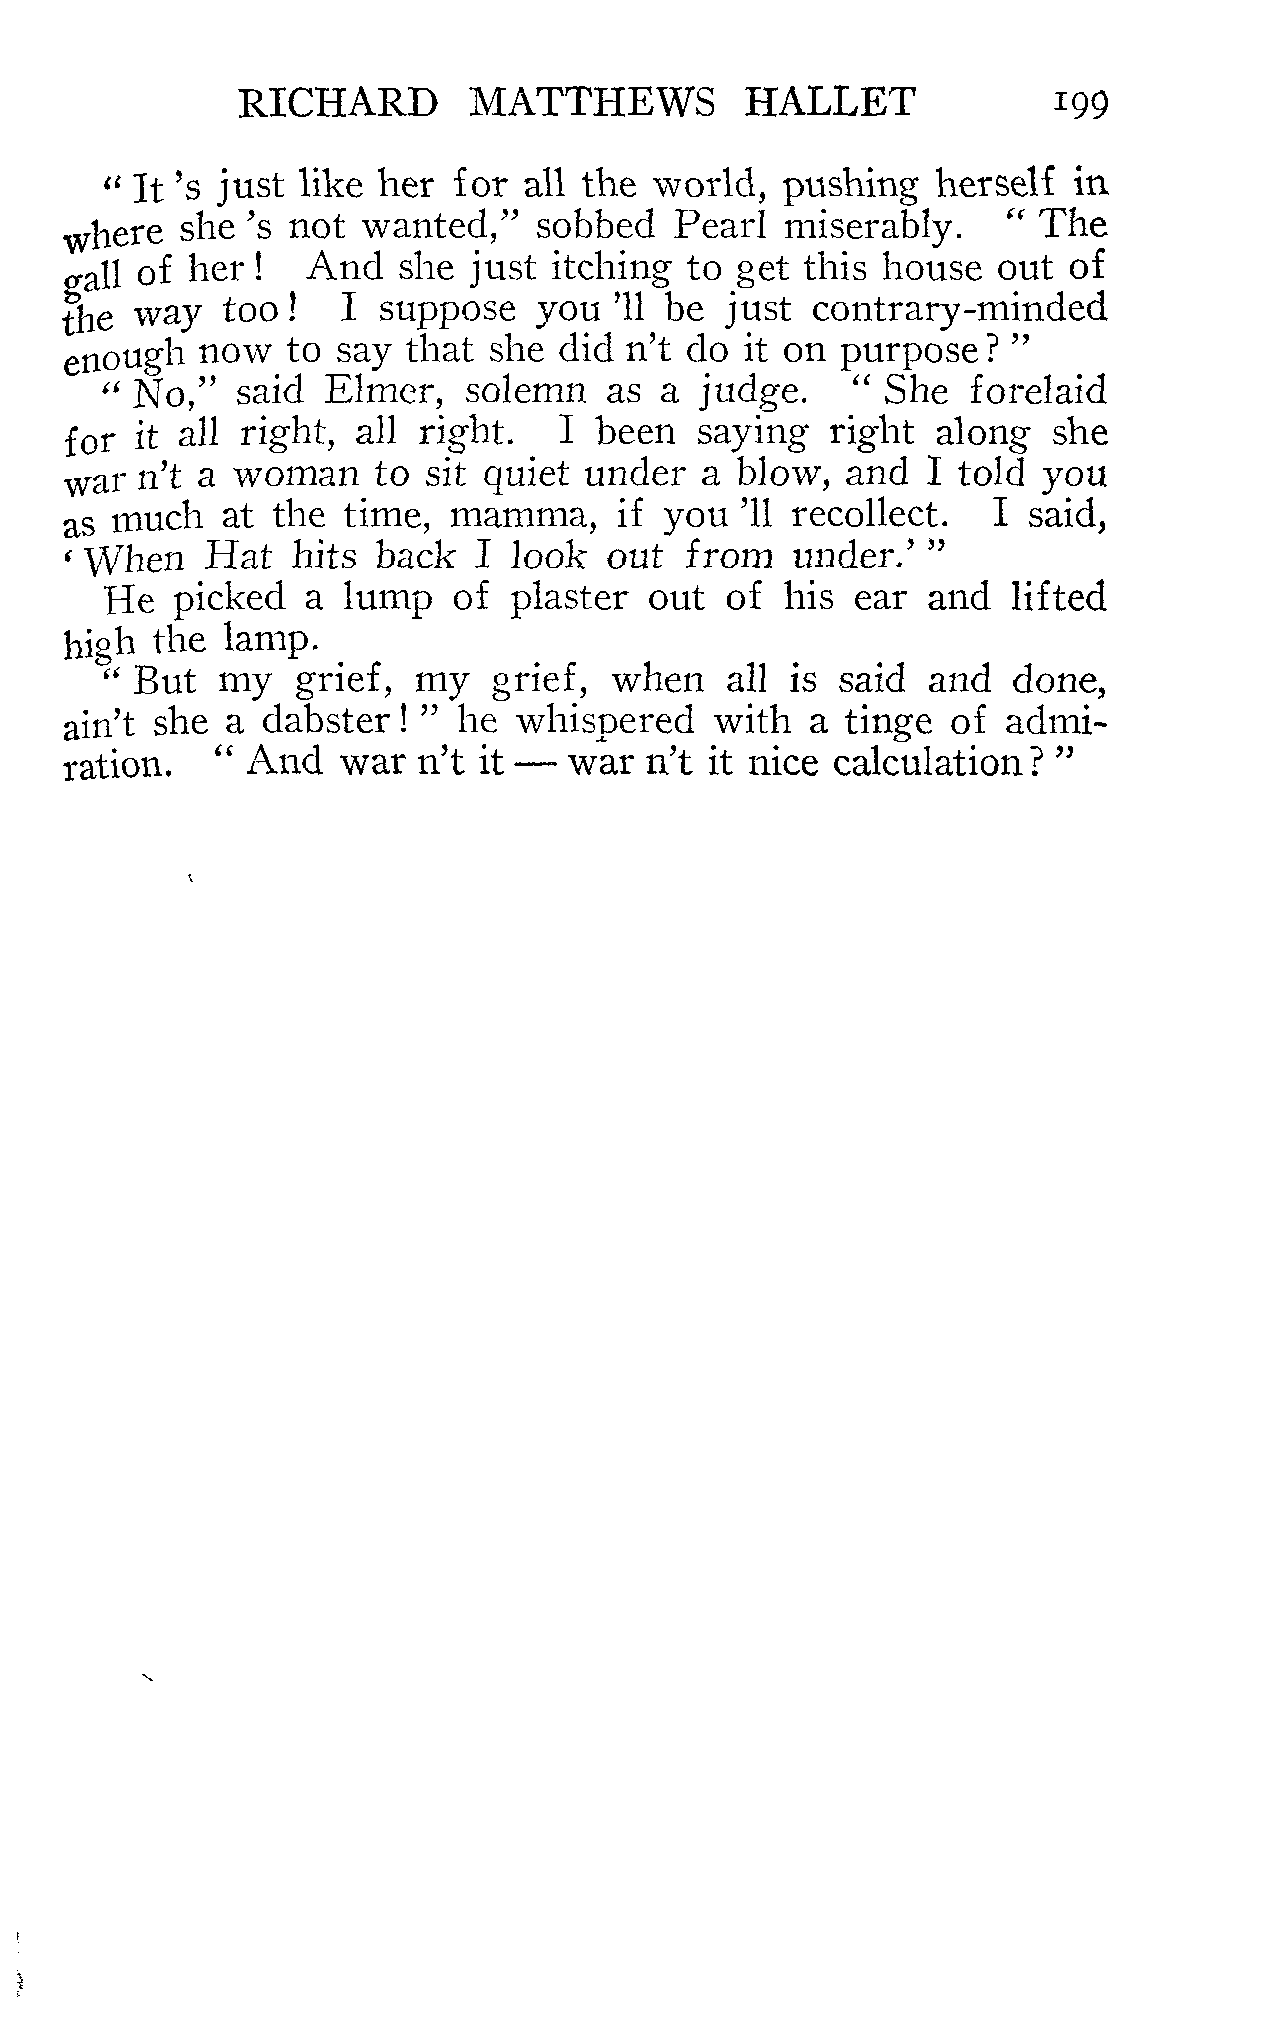 RICHARD MATTHEWS HALLET 199
“ It ’s just like her for all the world, pushing herself in
where she ’s not wanted,” sobbed Pearl miserably. “ The
gall of her ! And she just itching to get this house out of
the way too ! I suppose you ’ll be just contrary-minded
enough now to say that she did n’t do it on purpose ? ”
“ No,” said Elmer, solemn as a judge. “ She forelaid
for it all right, all right. I been saying right along she
war n’t a woman to sit quiet under a blow, and I told you
as much at the time, mamma, if you ’ll recollect. I said,
‘ When Hat hits back I look out from under.’ ”
He picked a lump of plaster out of his ear and lifted
high the lamp.
“ But my grief, my grief, when all is said and done,
ain’t she a dabster ! ” he whispered with a tinge of admi-
ration. “ And war n’t it — war n’t it nice calculation ? ”